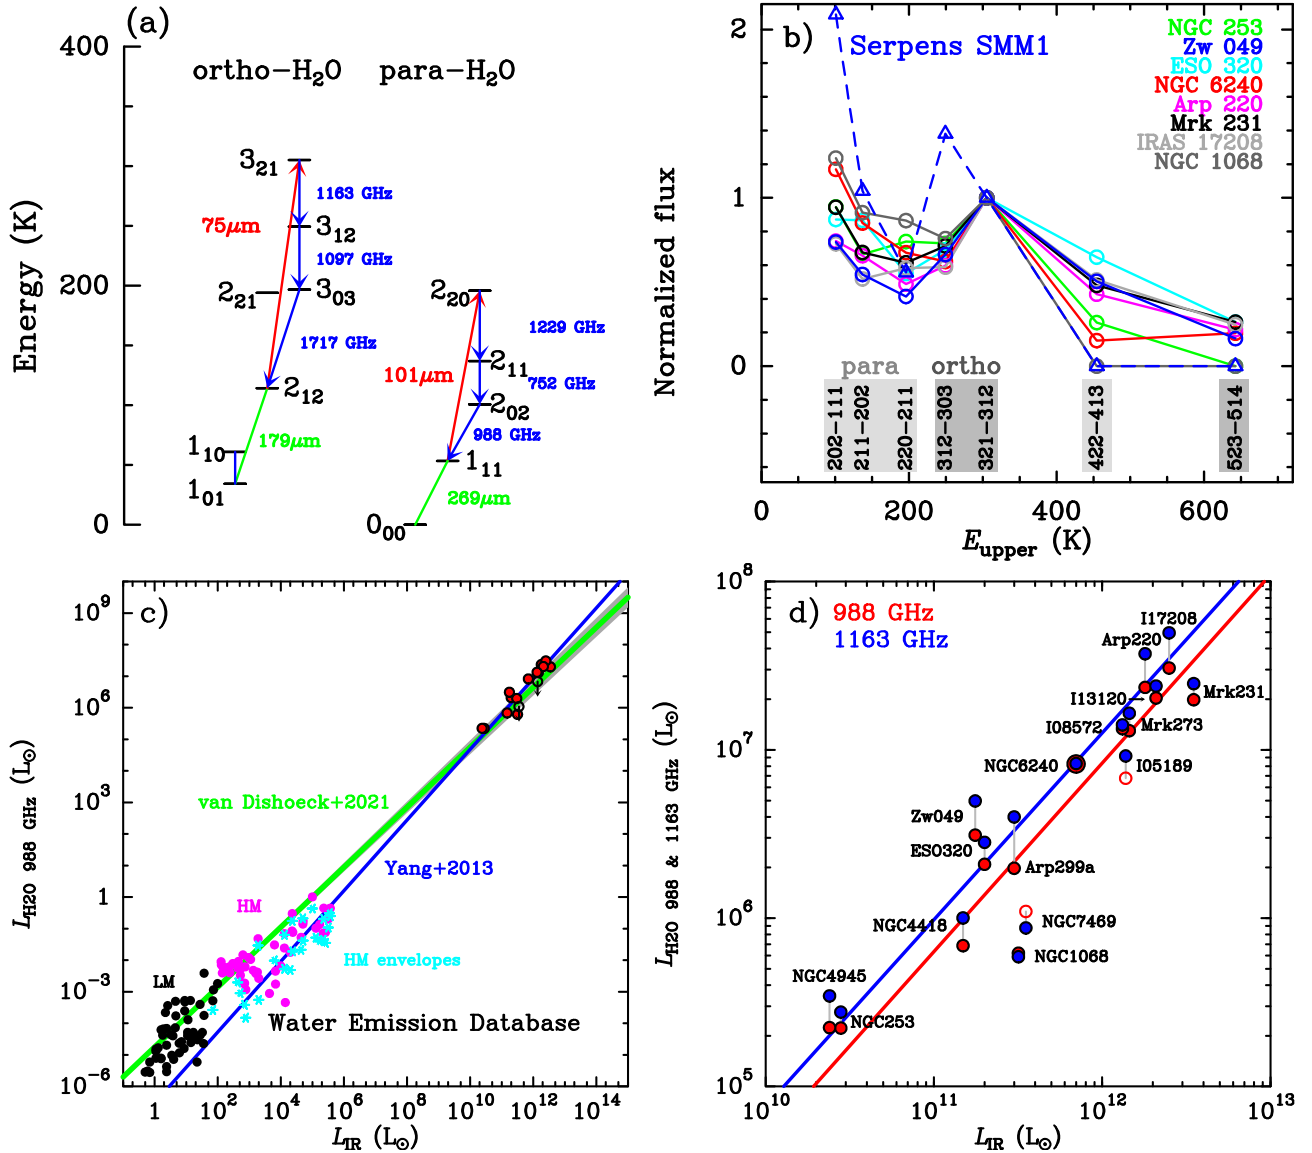 (a)
400
200
0
Energy (K)
ortho-H₂O
para-H₂O
3₂₁
3₁₂
2₂₁
3₀₃
2₁₂
1₁₀
1₀₁
75μm
1163 GHz
1097 GHz
1717 GHz
179μm
2₂₀
2₁₁
2₀₂
1₁₁
0₀₀
101μm
1229 GHz
752 GHz
988 GHz
269μm
b)
Serpens SMM1
NGC 253
Zw 049
ESO 320
NGC 6240
Arp 220
Mrk 231
IRAS 17208
NGC 1068
2
1
0
Normalized flux
para
ortho
202-111
211-202
220-211
312-303
321-312
422-413
523-514
0
200
400
600
E_upper (K)
c)
10⁹
10⁶
10³
1
10⁻³
10⁻⁶
L_H2O 988 GHz (L⊙)
van Dishoeck+2021
Yang+2013
HM
HM envelopes
LM
Water Emission Database
1
10²
10⁴
10⁶
10⁸
10¹⁰
10¹²
10¹⁴
L_IR (L⊙)
d)
988 GHz
1163 GHz
10⁸
10⁷
10⁶
10⁵
L_H2O 988 & 1163 GHz (L⊙)
I17208
Arp220
I13120
Mrk231
I08572
Mrk273
NGC6240
I05189
Zw049
ESO320
Arp299a
NGC4418
NGC7469
NGC1068
NGC4945
NGC253
10¹⁰
10¹¹
10¹²
10¹³
L_IR (L⊙)